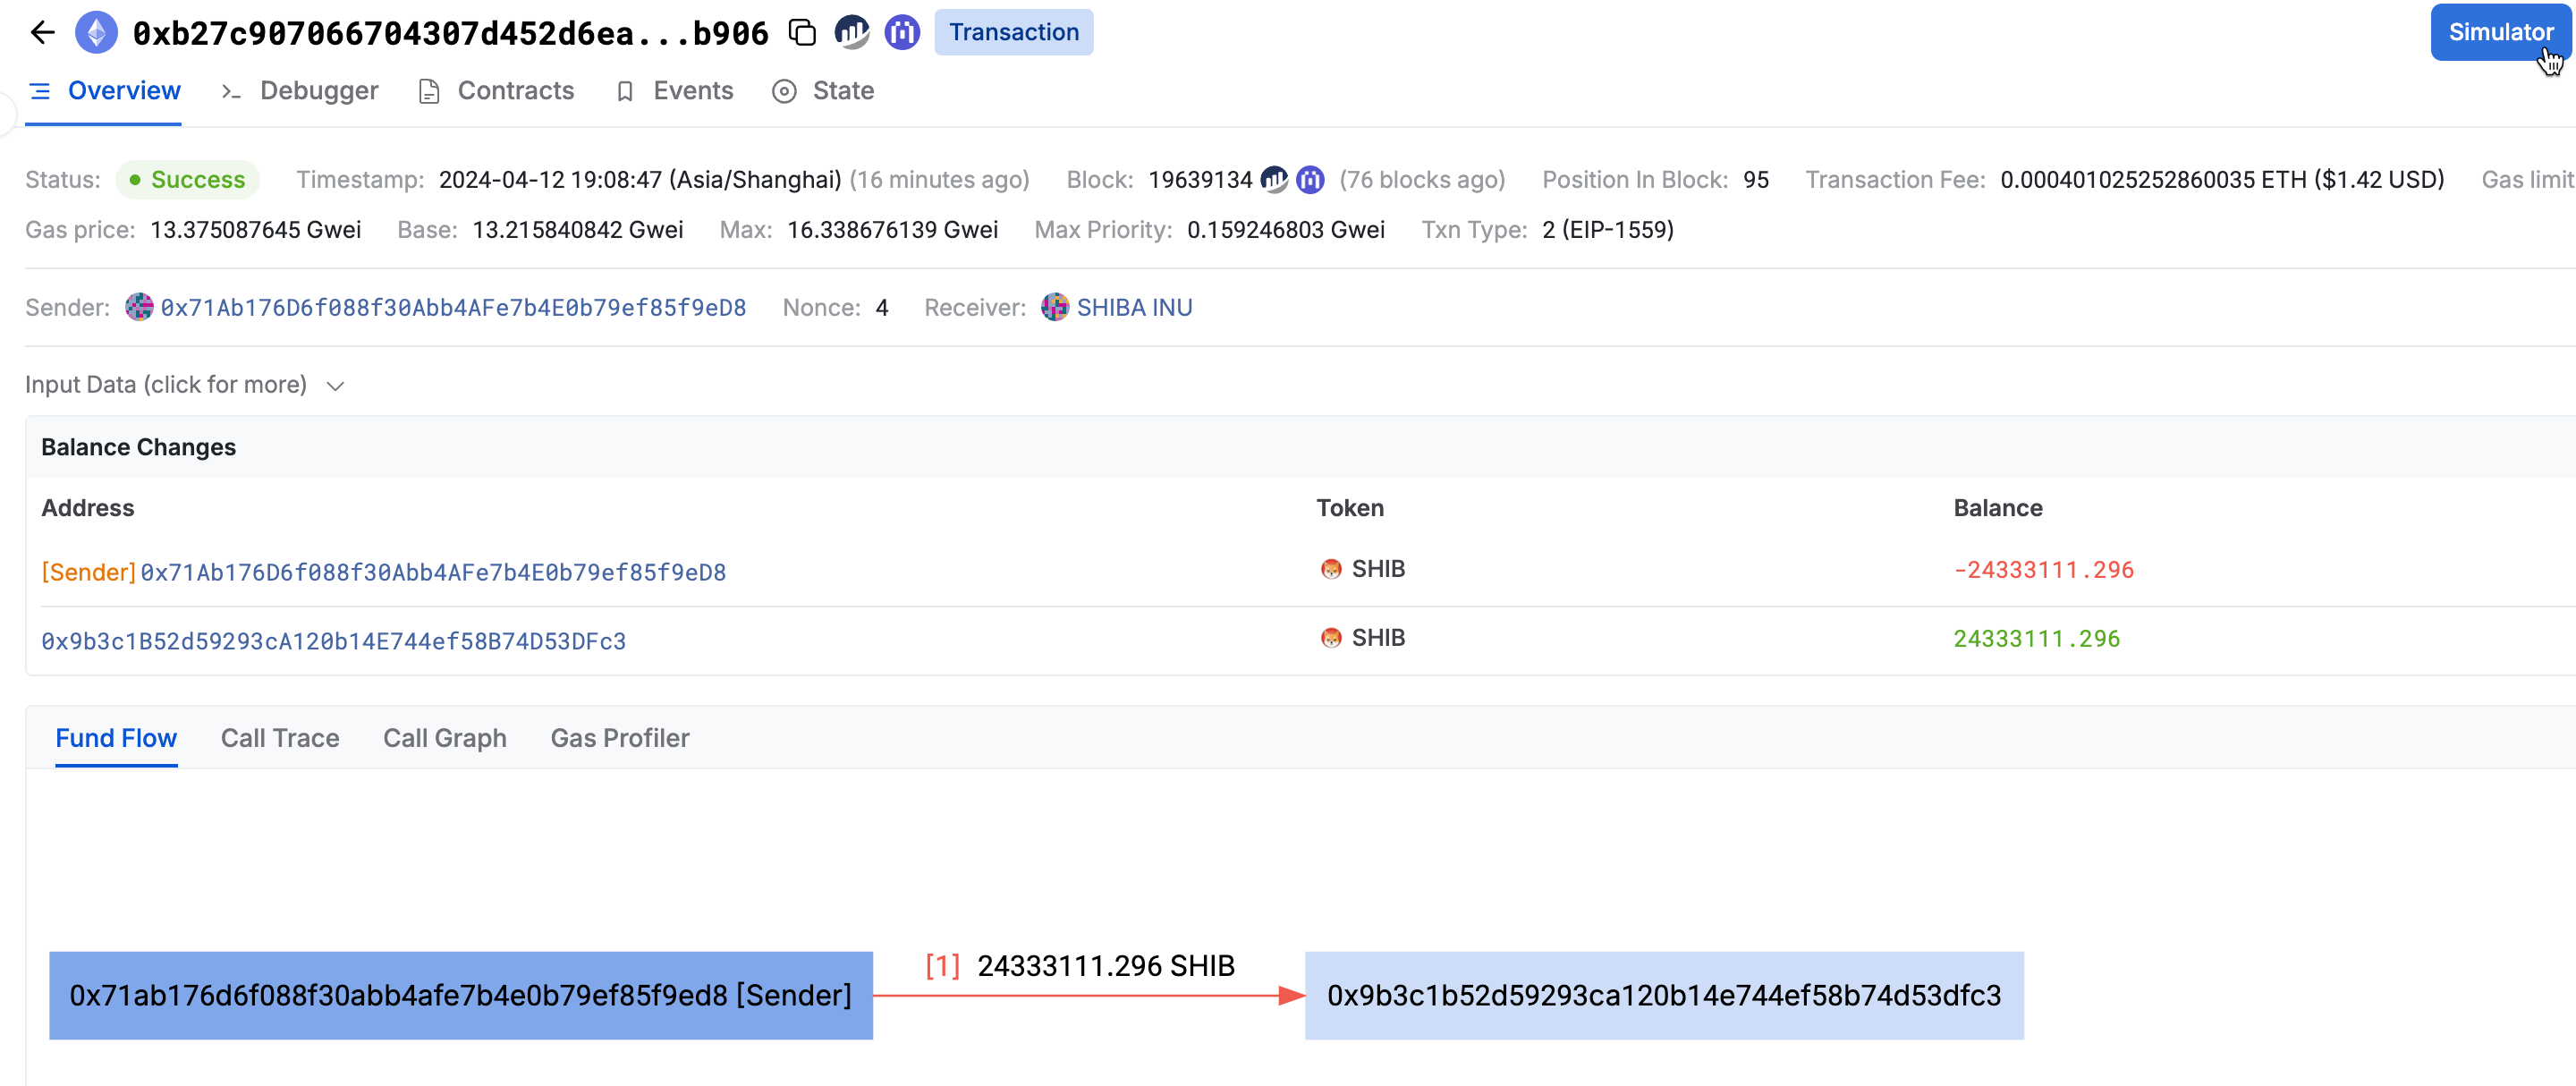 0xb27c907066704307d452d6ea...b906 Transaction Simulator
Overview Debugger Contracts Events State
Status: Success Timestamp: 2024-04-12 19:08:47 (Asia/Shanghai) (16 minutes ago) Block: 19639134 (76 blocks ago) Position In Block: 95 Transaction Fee: 0.000401025252860035 ETH ($1.42 USD) Gas limit
Gas price: 13.375087645 Gwei Base: 13.215840842 Gwei Max: 16.338676139 Gwei Max Priority: 0.159246803 Gwei Txn Type: 2 (EIP-1559)
Sender: 0x71Ab176D6f088f30Abb4AFe7b4E0b79ef85f9eD8 Nonce: 4 Receiver: SHIBA INU
Input Data (click for more)
Balance Changes
Address Token Balance
[Sender] 0x71Ab176D6f088f30Abb4AFe7b4E0b79ef85f9eD8 SHIB -24333111.296
0x9b3c1B52d59293cA120b14E744ef58B74D53DFc3 SHIB 24333111.296
Fund Flow Call Trace Call Graph Gas Profiler
[1] 24333111.296 SHIB
0x71ab176d6f088f30abb4afe7b4e0b79ef85f9ed8 [Sender] 0x9b3c1b52d59293ca120b14e744ef58b74d53dfc3